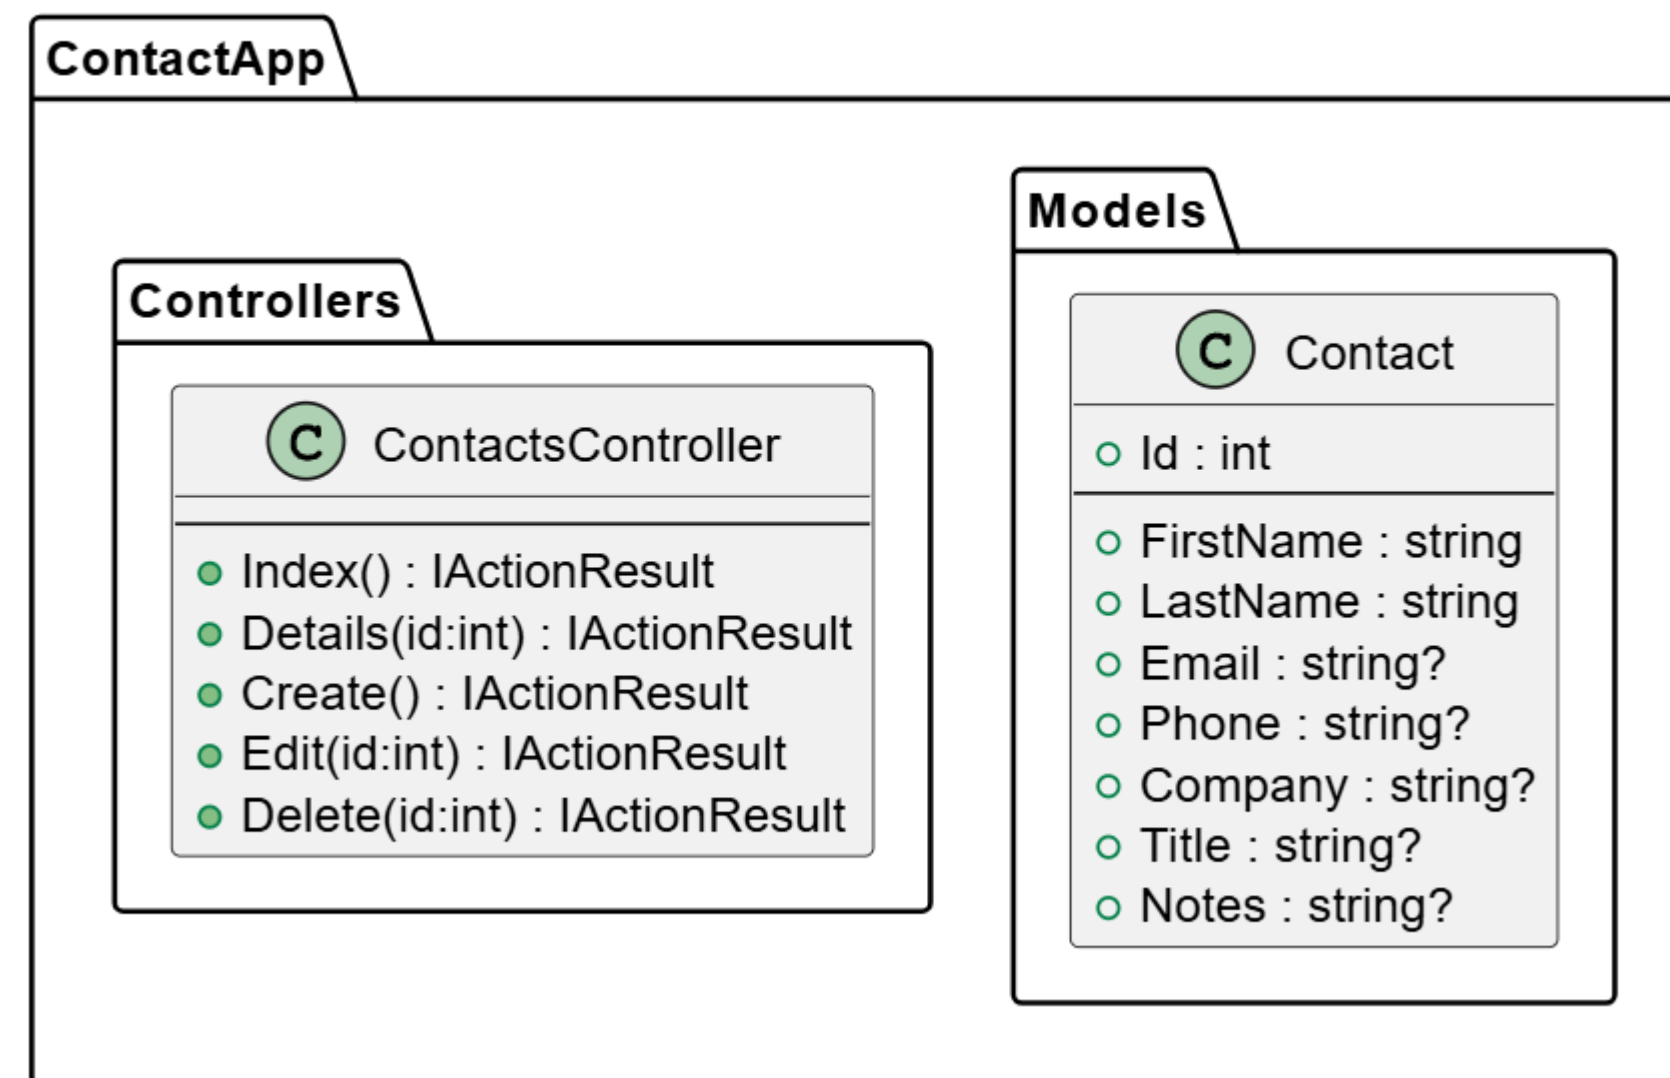 ContactApp
Controllers
C ContactsController
Index() : IActionResult
Details(id:int) : IActionResult
Create() : IActionResult
Edit(id:int) : IActionResult
Delete(id:int) : IActionResult
Models
C Contact
Id : int
FirstName : string
LastName : string
Email : string?
Phone : string?
Company : string?
Title : string?
Notes : string?